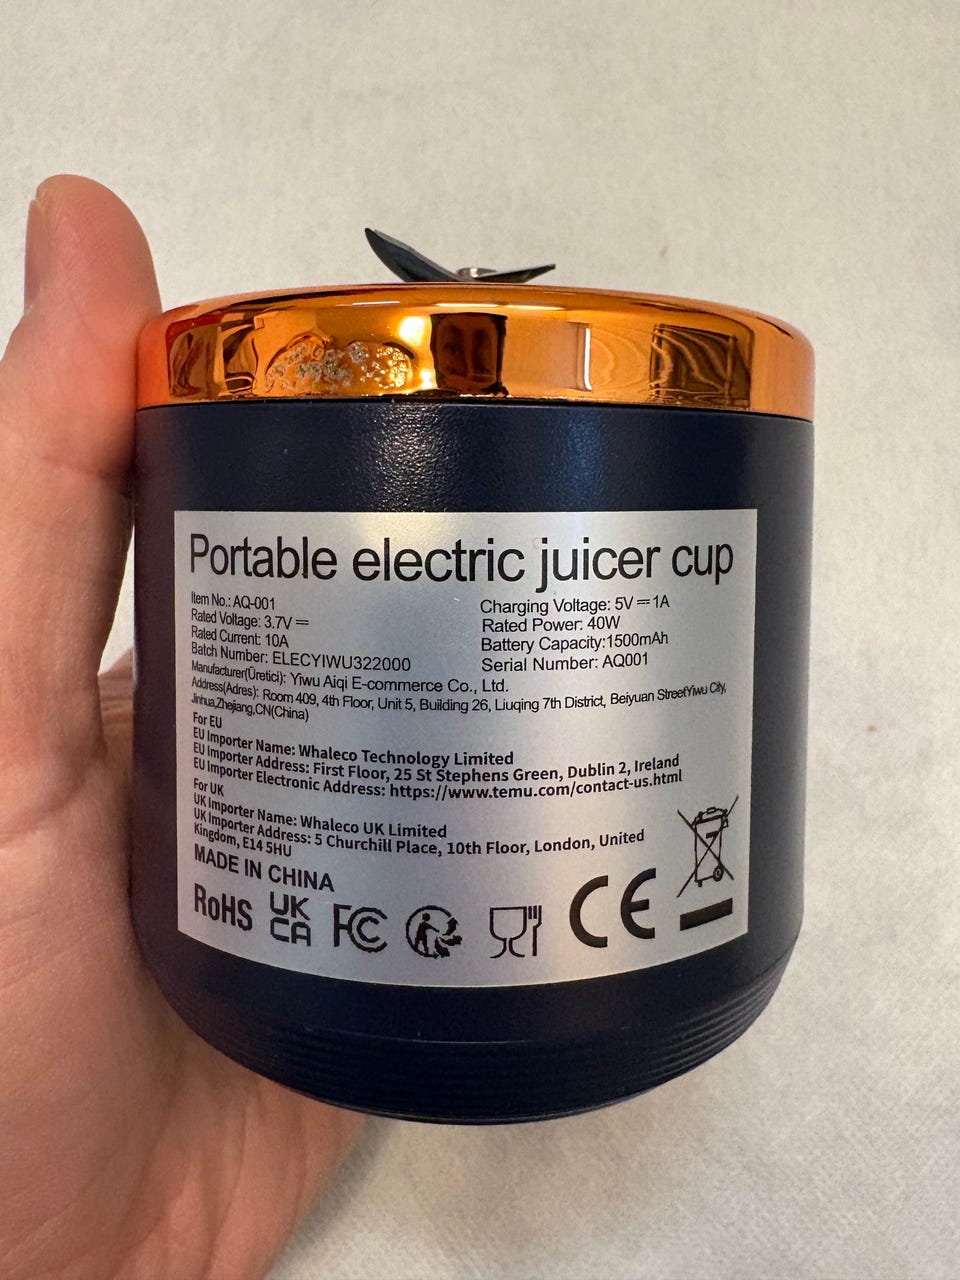 Portable electric juicer cup
Item No.: AQ-001
Rated Voltage: 3.7V⎓
Rated Current: 10A
Batch Number: ELECYIWU322000
Charging Voltage: 5V⎓1A
Rated Power: 40W
Battery Capacity:1500mAh
Serial Number: AQ001
Manufacturer(Üretici): Yiwu Aiqi E-commerce Co., Ltd.
Address(Adres): Room 409, 4th Floor, Unit 5, Building 26, Liuqing 7th District, Beiyuan StreetYiwu City,
Jinhua,Zhejiang,CN(China)
For EU
EU Importer Name: Whaleco Technology Limited
EU Importer Address: First Floor, 25 St Stephens Green, Dublin 2, Ireland
EU Importer Electronic Address: https://www.temu.com/contact-us.html
For UK
UK Importer Name: Whaleco UK Limited
UK Importer Address: 5 Churchill Place, 10th Floor, London, United
Kingdom, E14 5HU
MADE IN CHINA
RoHS UK CA FC CE